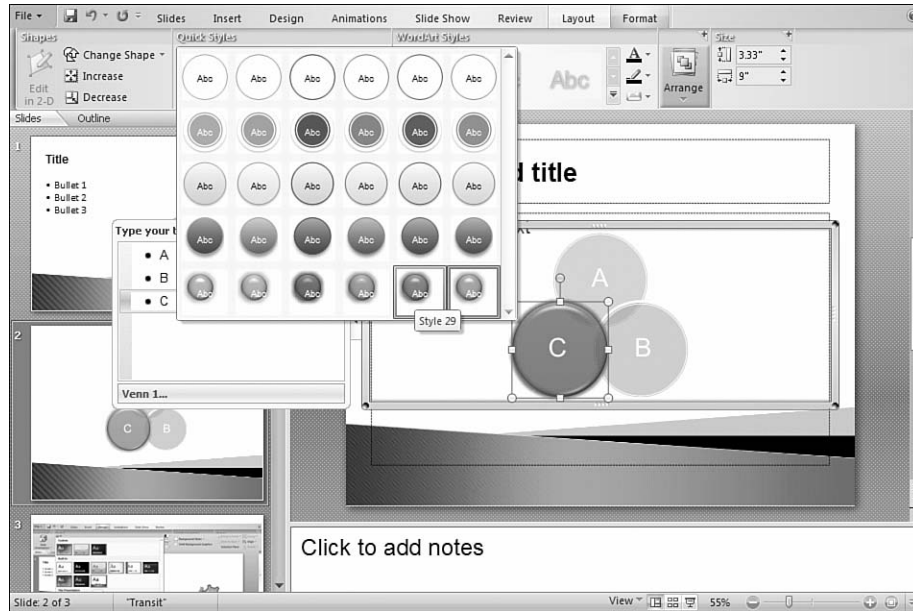 File Slides Insert Design Animations Slide Show Review Layout Format
Shapes Quick Styles WordArt Styles Size
Change Shape
Increase
Decrease
Edit in 2-D
Abc Abc Abc Abc Abc Abc
Abc Abc Abc Abc Abc Abc
Abc Abc Abc Abc Abc Abc
Abc Abc Abc Abc Abc Abc
Abc Abc Abc Abc Abc Abc
Style 29
Abc
A
Arrange
3.33"
9"
Slides Outline
1
Title
• Bullet 1
• Bullet 2
• Bullet 3
Type your
• A
• B
• C
Venn 1...
2
C B
3
title
A
C B
Click to add notes
Slide: 2 of 3 "Transit" View 55%